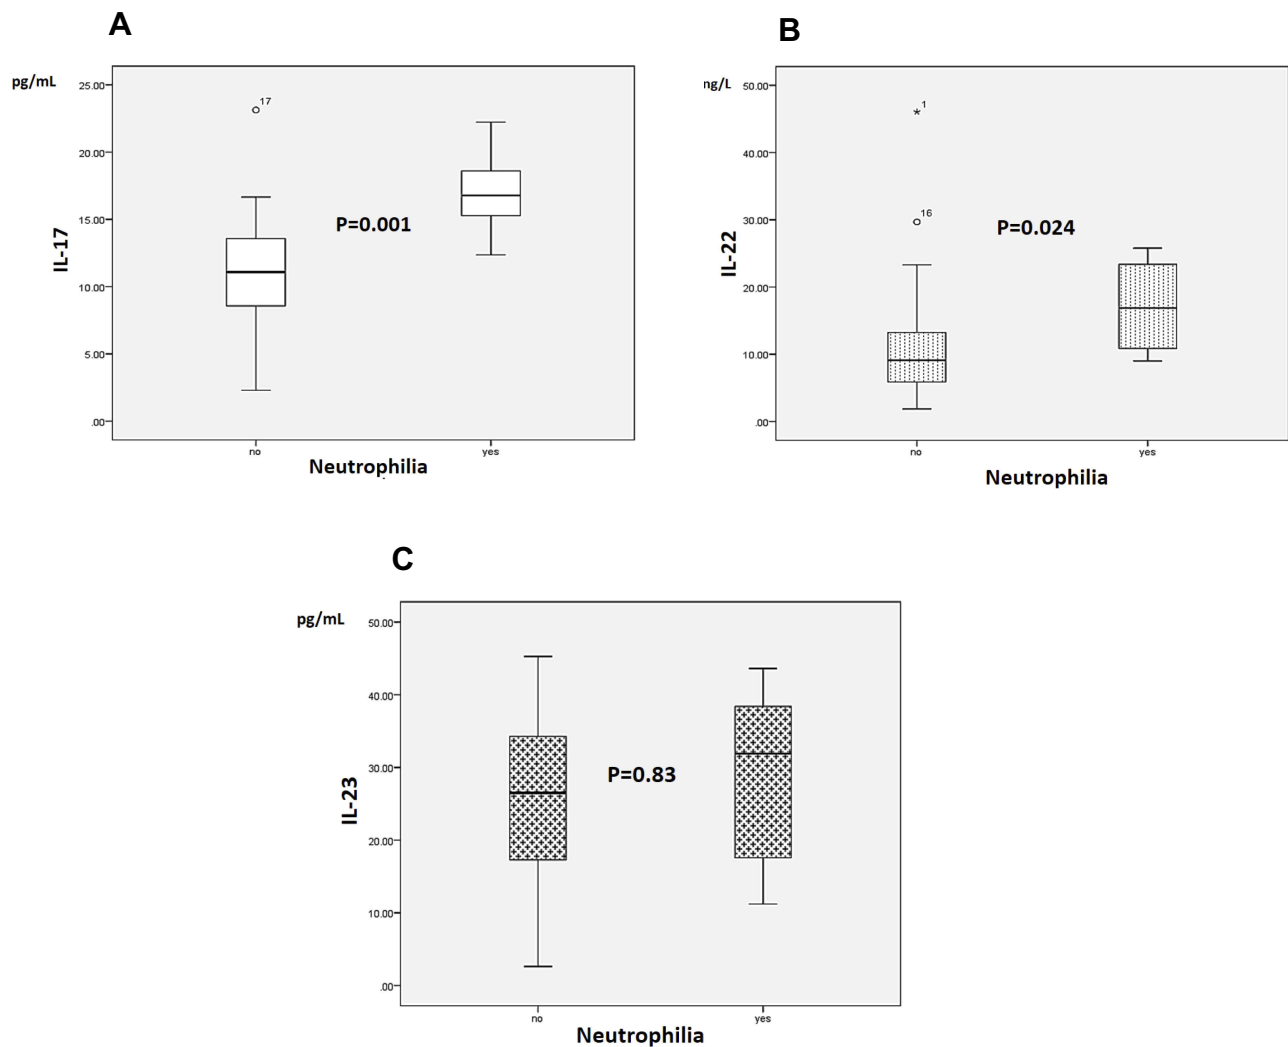 A
pg/mL
25.00
20.00
15.00
10.00
5.00
.00
IL-17
17
P=0.001
no
yes
Neutrophilia
B
ng/L
50.00
40.00
30.00
20.00
10.00
.00
IL-22
1
16
P=0.024
no
yes
Neutrophilia
C
pg/mL
50.00
40.00
30.00
20.00
10.00
.00
IL-23
P=0.83
no
yes
Neutrophilia